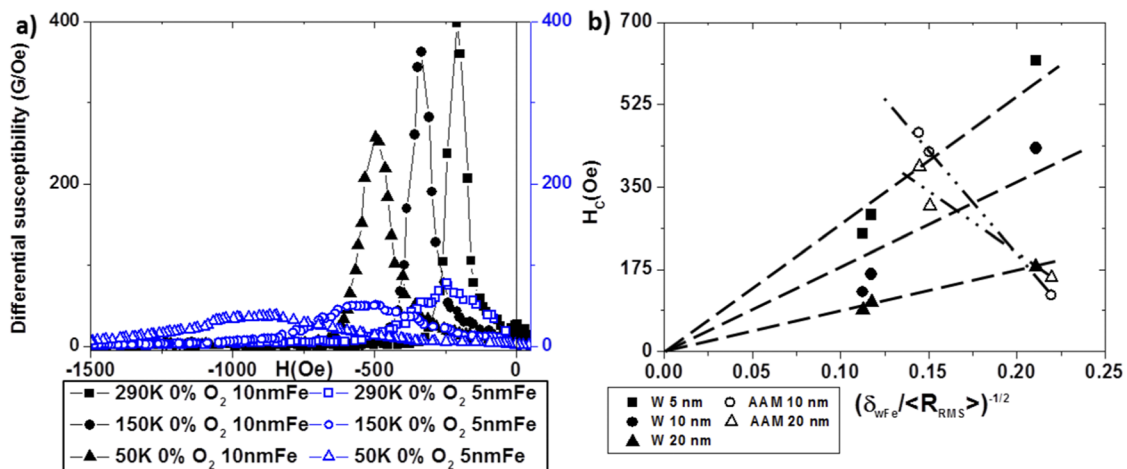 a)
Differential susceptibility (G/Oe)
400
200
0
400
200
0
-1500
-1000
-500
0
H(Oe)
290K 0% O2 10nmFe
290K 0% O2 5nmFe
150K 0% O2 10nmFe
150K 0% O2 5nmFe
50K 0% O2 10nmFe
50K 0% O2 5nmFe
b)
HC(Oe)
700
525
350
175
0
0.00
0.05
0.10
0.15
0.20
0.25
(δwFe/<RRMS>)-1/2
W 5 nm
AAM 10 nm
W 10 nm
AAM 20 nm
W 20 nm